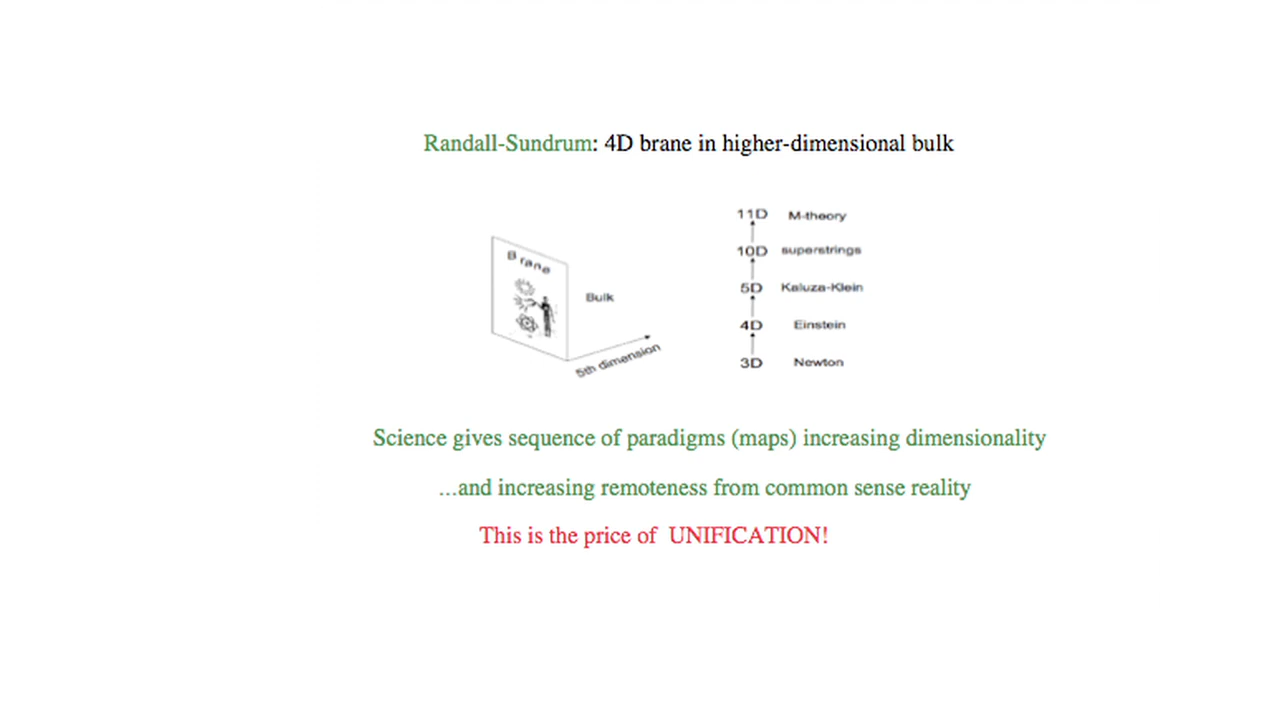 Randall-Sundrum: 4D brane in higher-dimensional bulk
Brane
Bulk
5th dimension
11D M-theory
10D superstrings
5D Kaluza-Klein
4D Einstein
3D Newton
Science gives sequence of paradigms (maps) increasing dimensionality
...and increasing remoteness from common sense reality
This is the price of UNIFICATION!